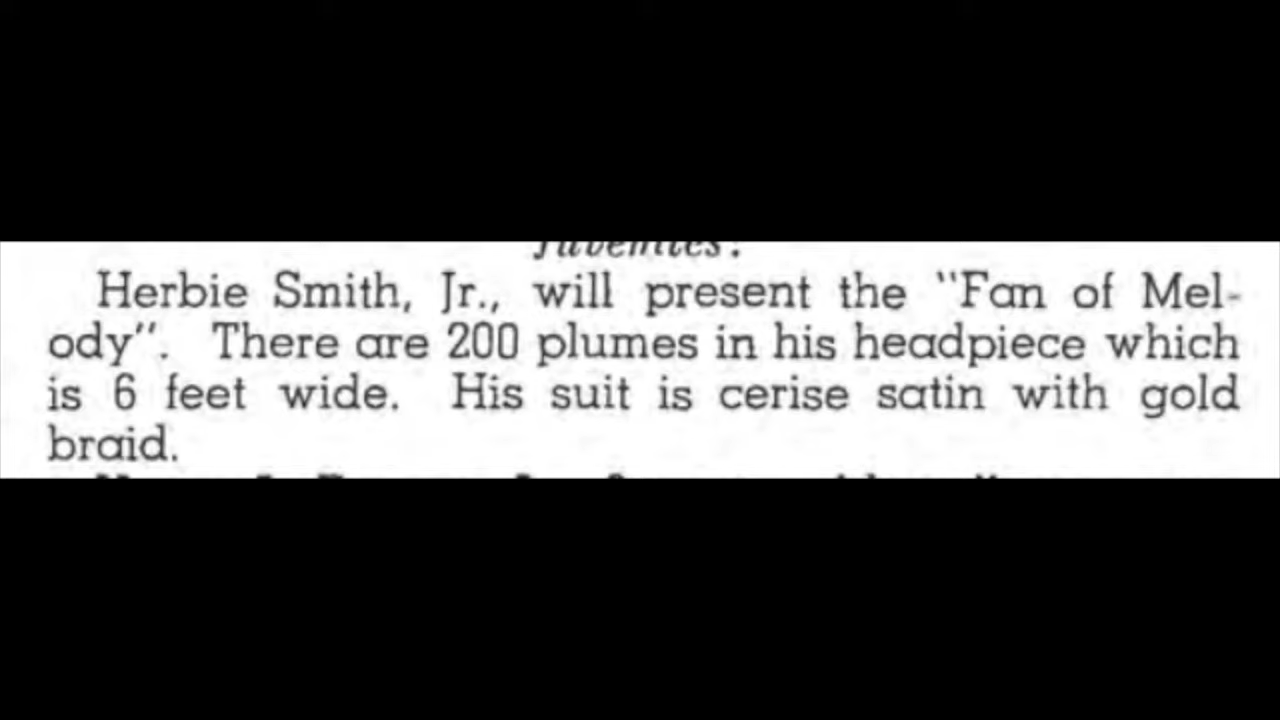 Juveniles:
Herbie Smith, Jr., will present the "Fan of Mel-
ody". There are 200 plumes in his headpiece which
is 6 feet wide. His suit is cerise satin with gold
braid.